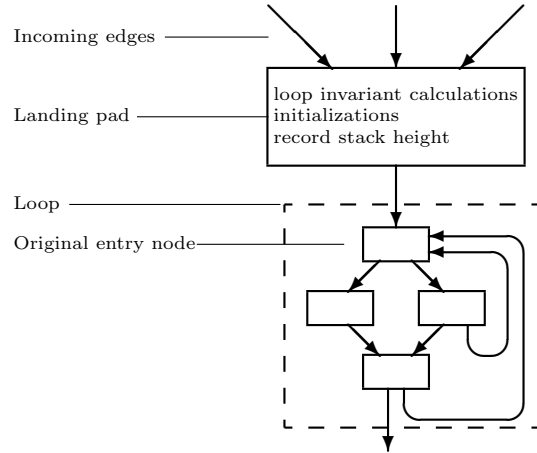 Incoming edges
loop invariant calculations
Landing pad
initializations
record stack height
Loop
Original entry node